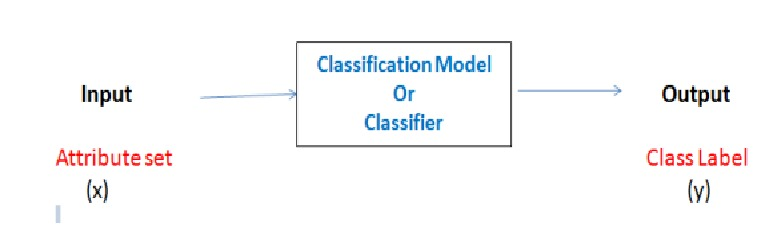 Classification Model
Or
Classifier
Input
Output
Attribute set
(x)
Class Label
(y)